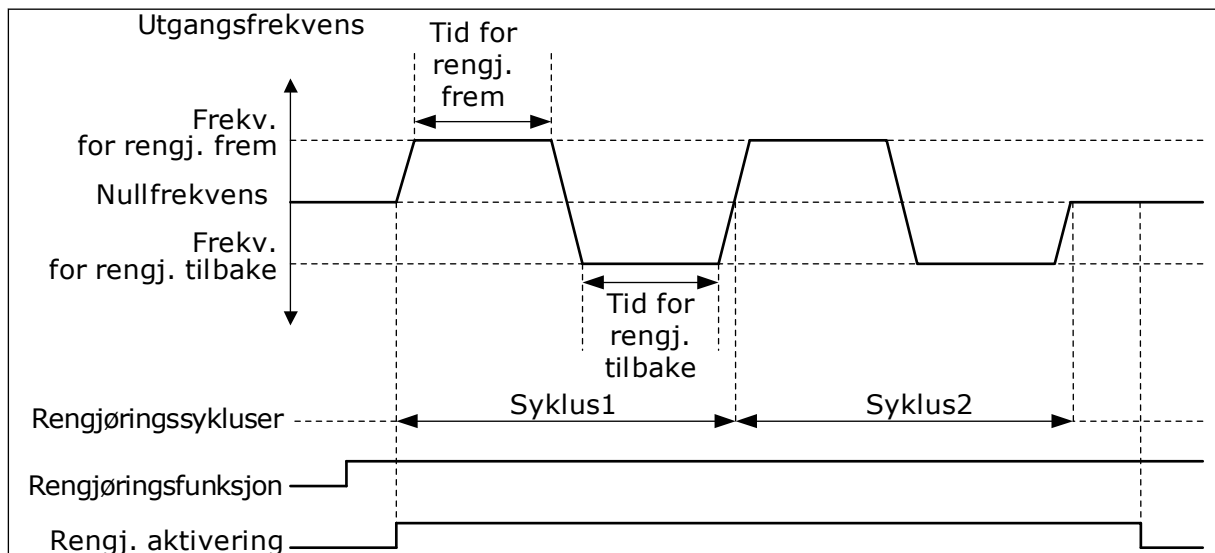 Utgangsfrekvens
Tid for
rengj.
frem
Frekv.
for rengj. frem
Nullfrekvens
Frekv.
for rengj. tilbake
Tid for
rengj.
tilbake
Rengjøringssykluser
Syklus1
Syklus2
Rengjøringsfunksjon
Rengj. aktivering